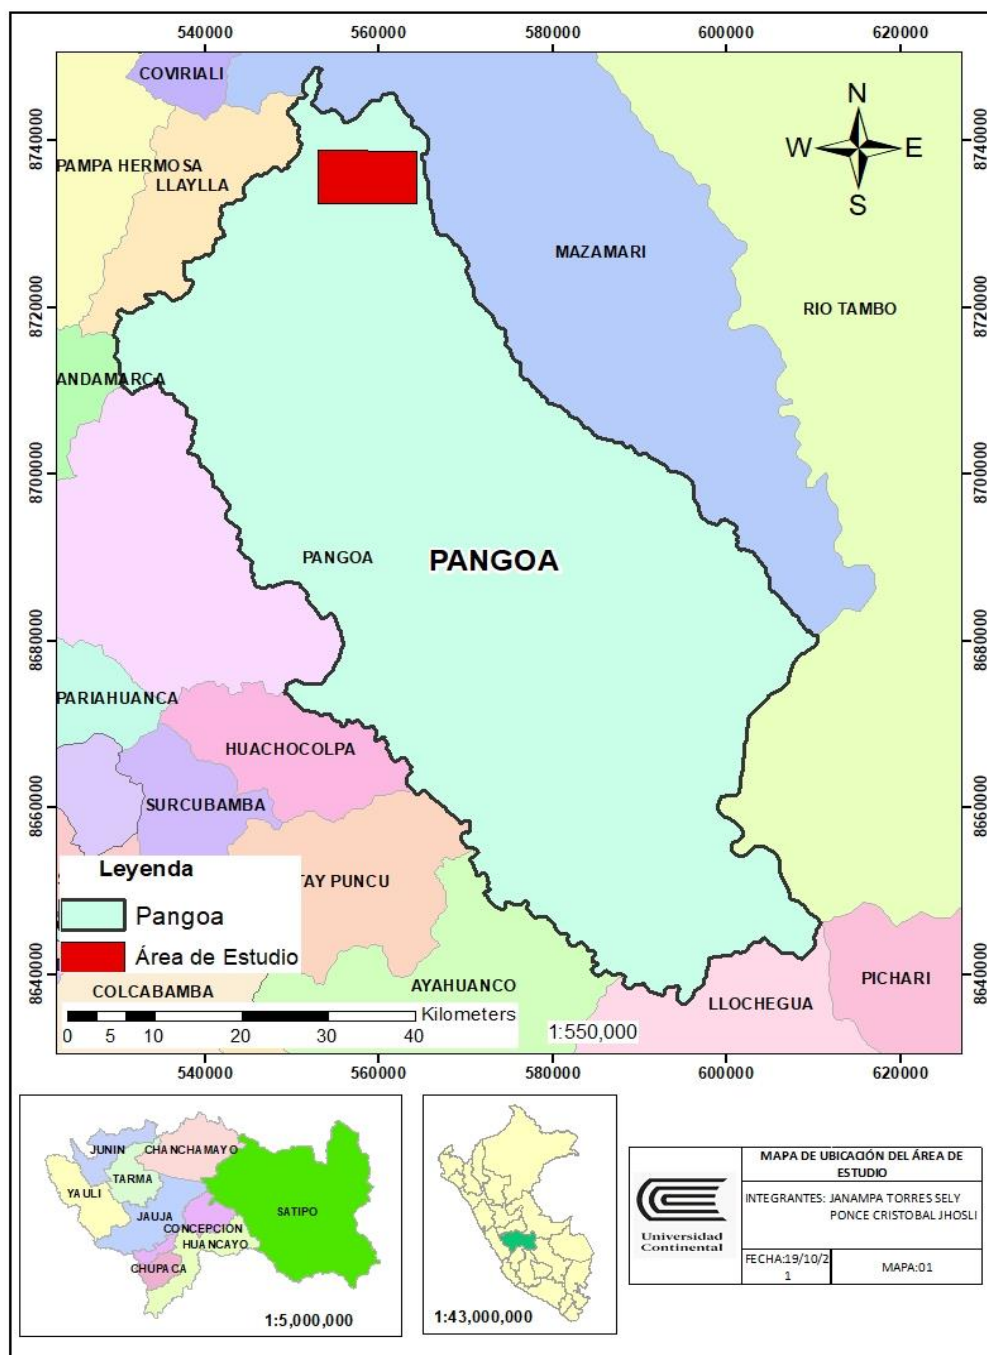 540000 560000 580000 600000 620000
COVIRIALI
N
8740000 8740000
W E
PAMPA HERMOSA
LLAYLLA
S
MAZAMARI
8720000 RIO TAMBO 8720000
ANDAMARCA
8700000 8700000
PANGOA PANGOA
8680000 8680000
PARIAHUANCA
HUACHOCOLPA
8660000 SURCUBAMBA 8660000
Leyenda
TAY PUNCU
Pangoa
Área de Estudio
8640000 8640000
COLCABAMBA AYAHUANCO LLOCHEGUA PICHARI
Kilometers
0 5 10 20 30 40
1:550,000
540000 560000 580000 600000 620000
JUNIN CHANCHAMAYO
TARMA
YAULI
JAUJA SATIPO
CONCEPCION
HUANCAYO
CHUPACA
1:5,000,000
1:43,000,000
Universidad
Continental
MAPA DE UBICACIÓN DEL ÁREA DE
ESTUDIO
INTEGRANTES: JANAMPA TORRES SELY
PONCE CRISTOBAL JHOSLI
FECHA:19/10/2
1
MAPA:01